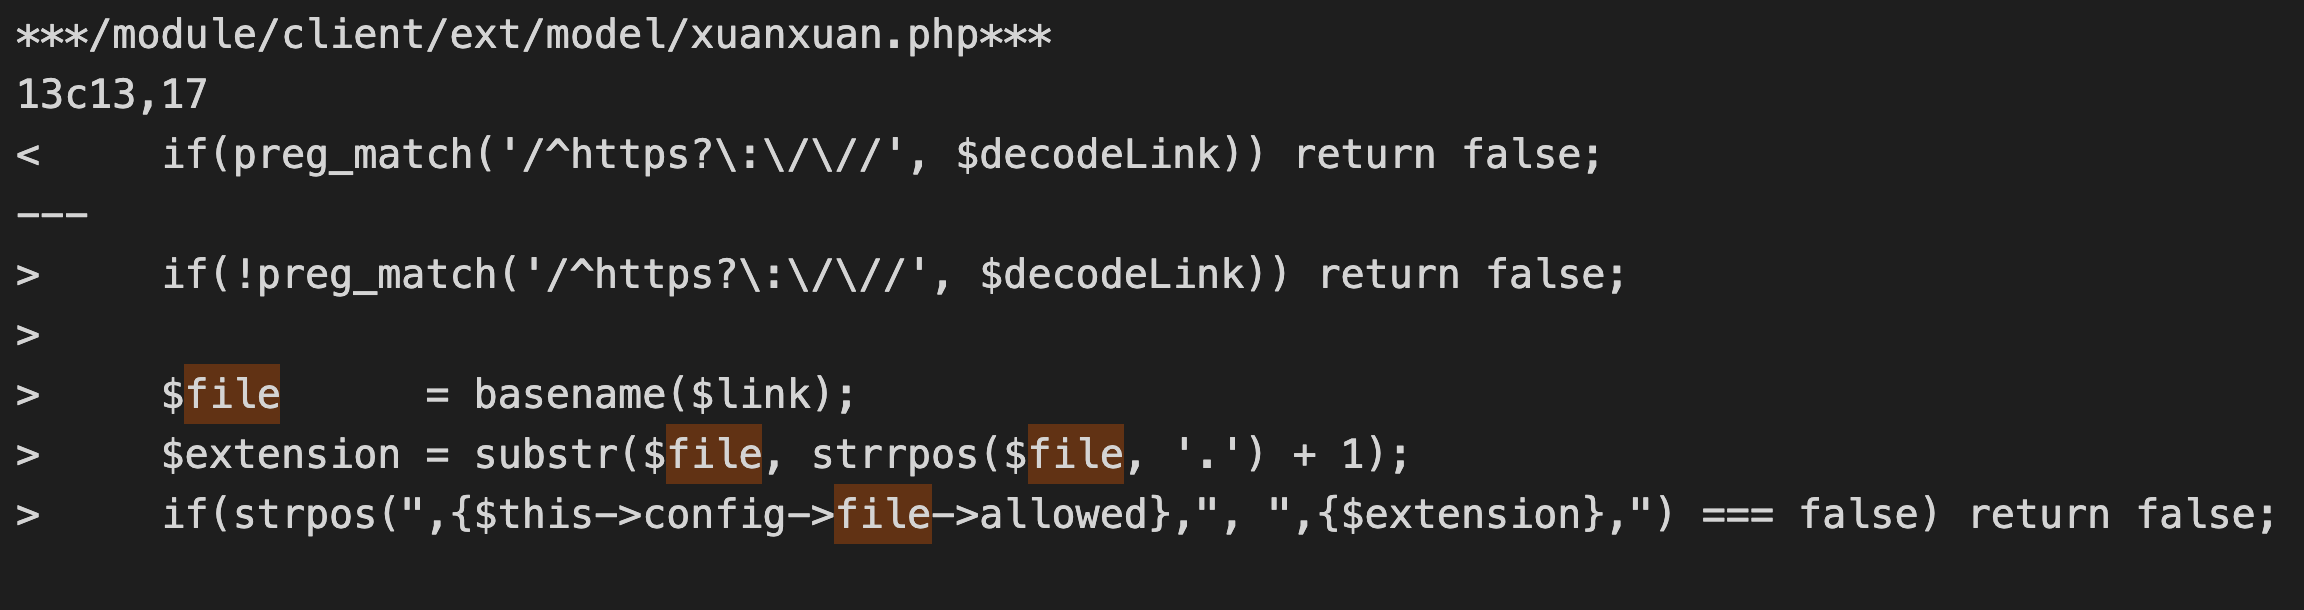 ***/module/client/ext/model/xuanxuan.php***
13c13,17
<     if(preg_match('/^https?\:\/\//', $decodeLink)) return false;
---
>     if(!preg_match('/^https?\:\/\//', $decodeLink)) return false;
>
>     $file      = basename($link);
>     $extension = substr($file, strrpos($file, '.') + 1);
>     if(strpos(",{$this->config->file->allowed},", ",{$extension},") === false) return false;